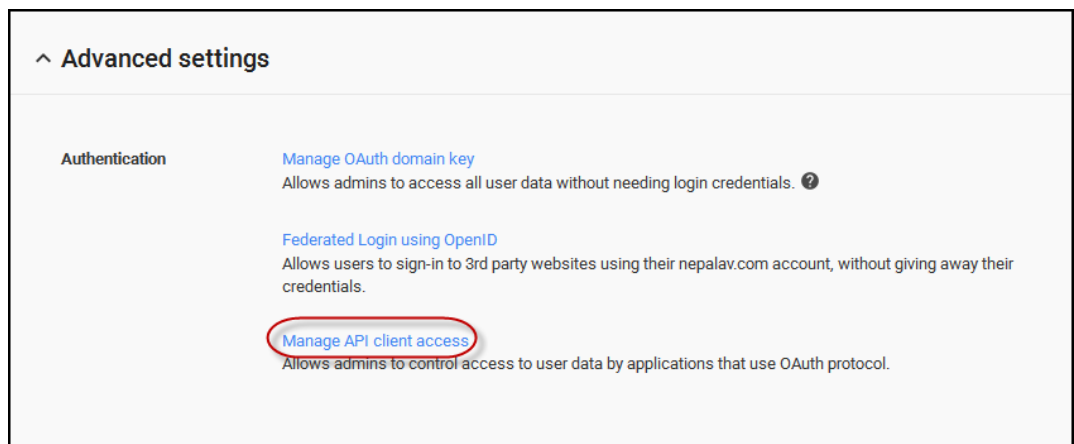 Advanced settings
Authentication
Manage OAuth domain key
Allows admins to access all user data without needing login credentials.
Federated Login using OpenID
Allows users to sign-in to 3rd party websites using their nepalav.com account, without giving away their
credentials.
Manage API client access
Allows admins to control access to user data by applications that use OAuth protocol.